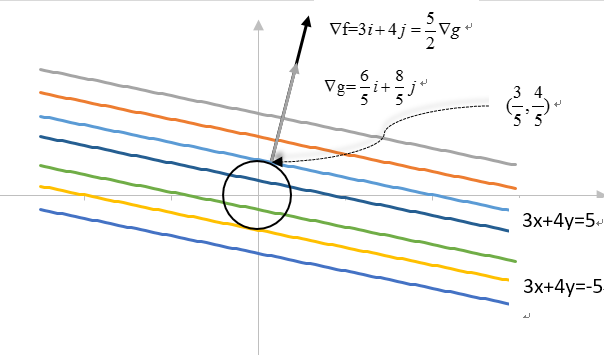 ∇f=3i+4j=5/2∇g
∇g=6/5i+8/5j
(3/5,4/5)
3x+4y=5
3x+4y=-5